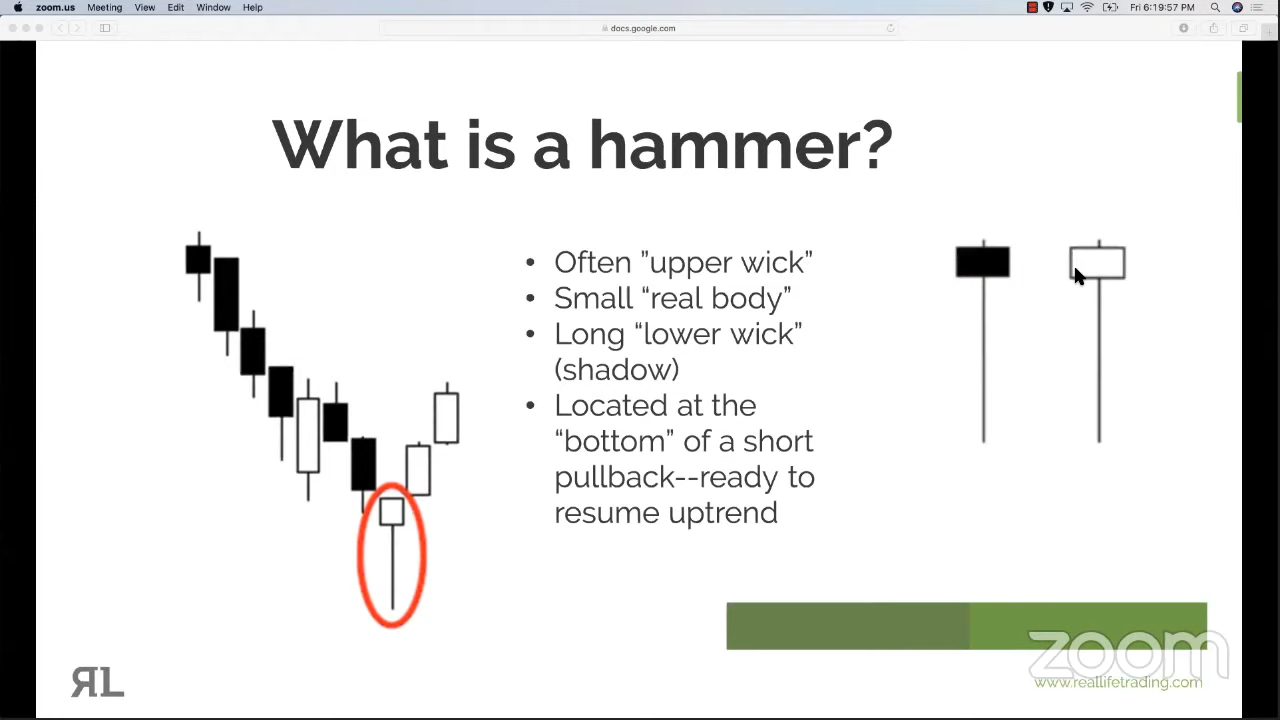 zoom.us Meeting View Edit Window Help Fri 6:19:57 PM
docs.google.com
What is a hammer?
• Often ”upper wick”
• Small “real body”
• Long “lower wick”
(shadow)
• Located at the
“bottom” of a short
pullback--ready to
resume uptrend
zoom
RL
www.reallifetrading.com